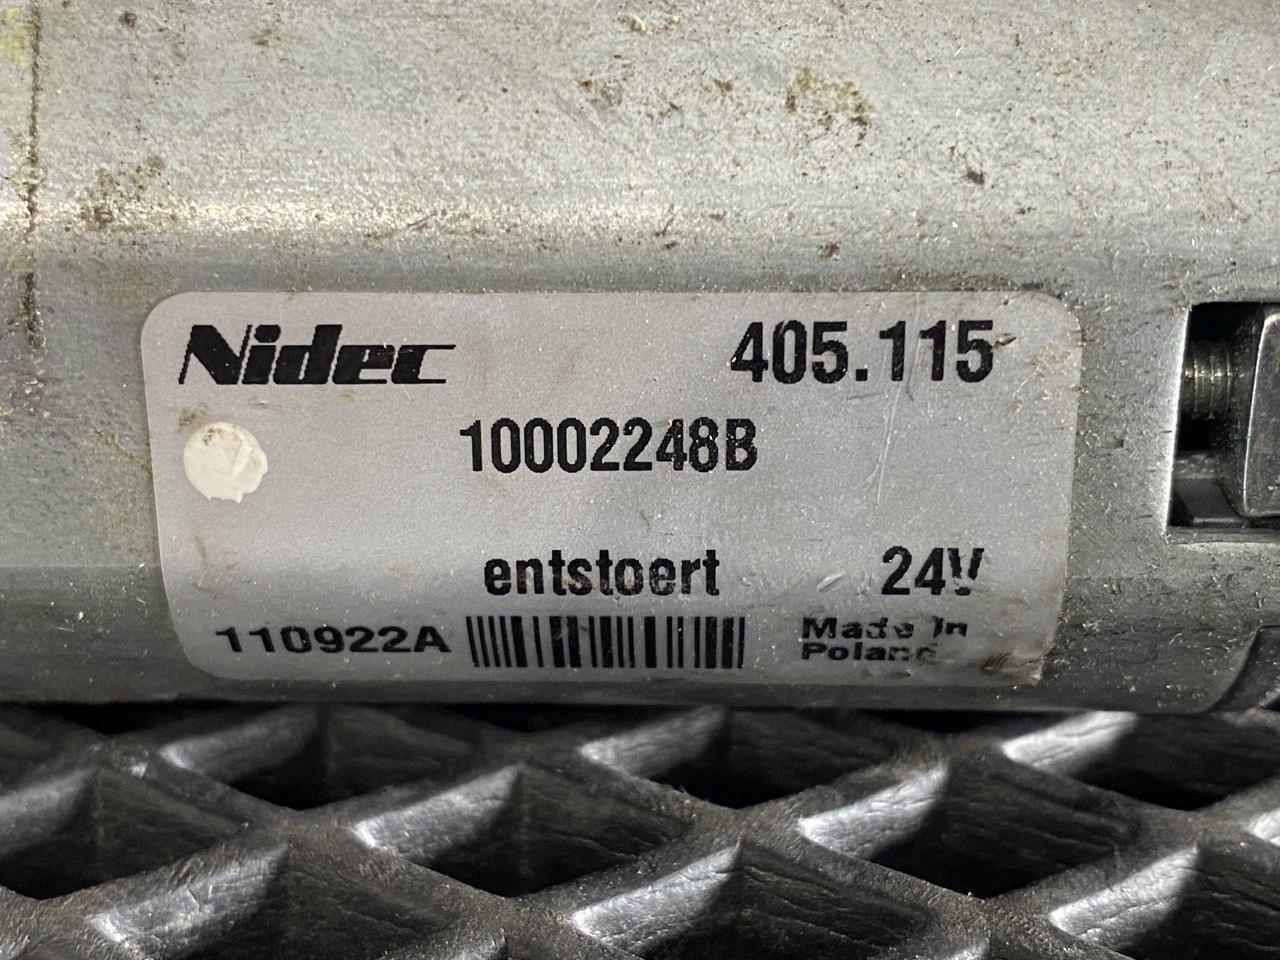 Nidec 405.115
10002248B
entstoert 24V
110922A Made In
Poland